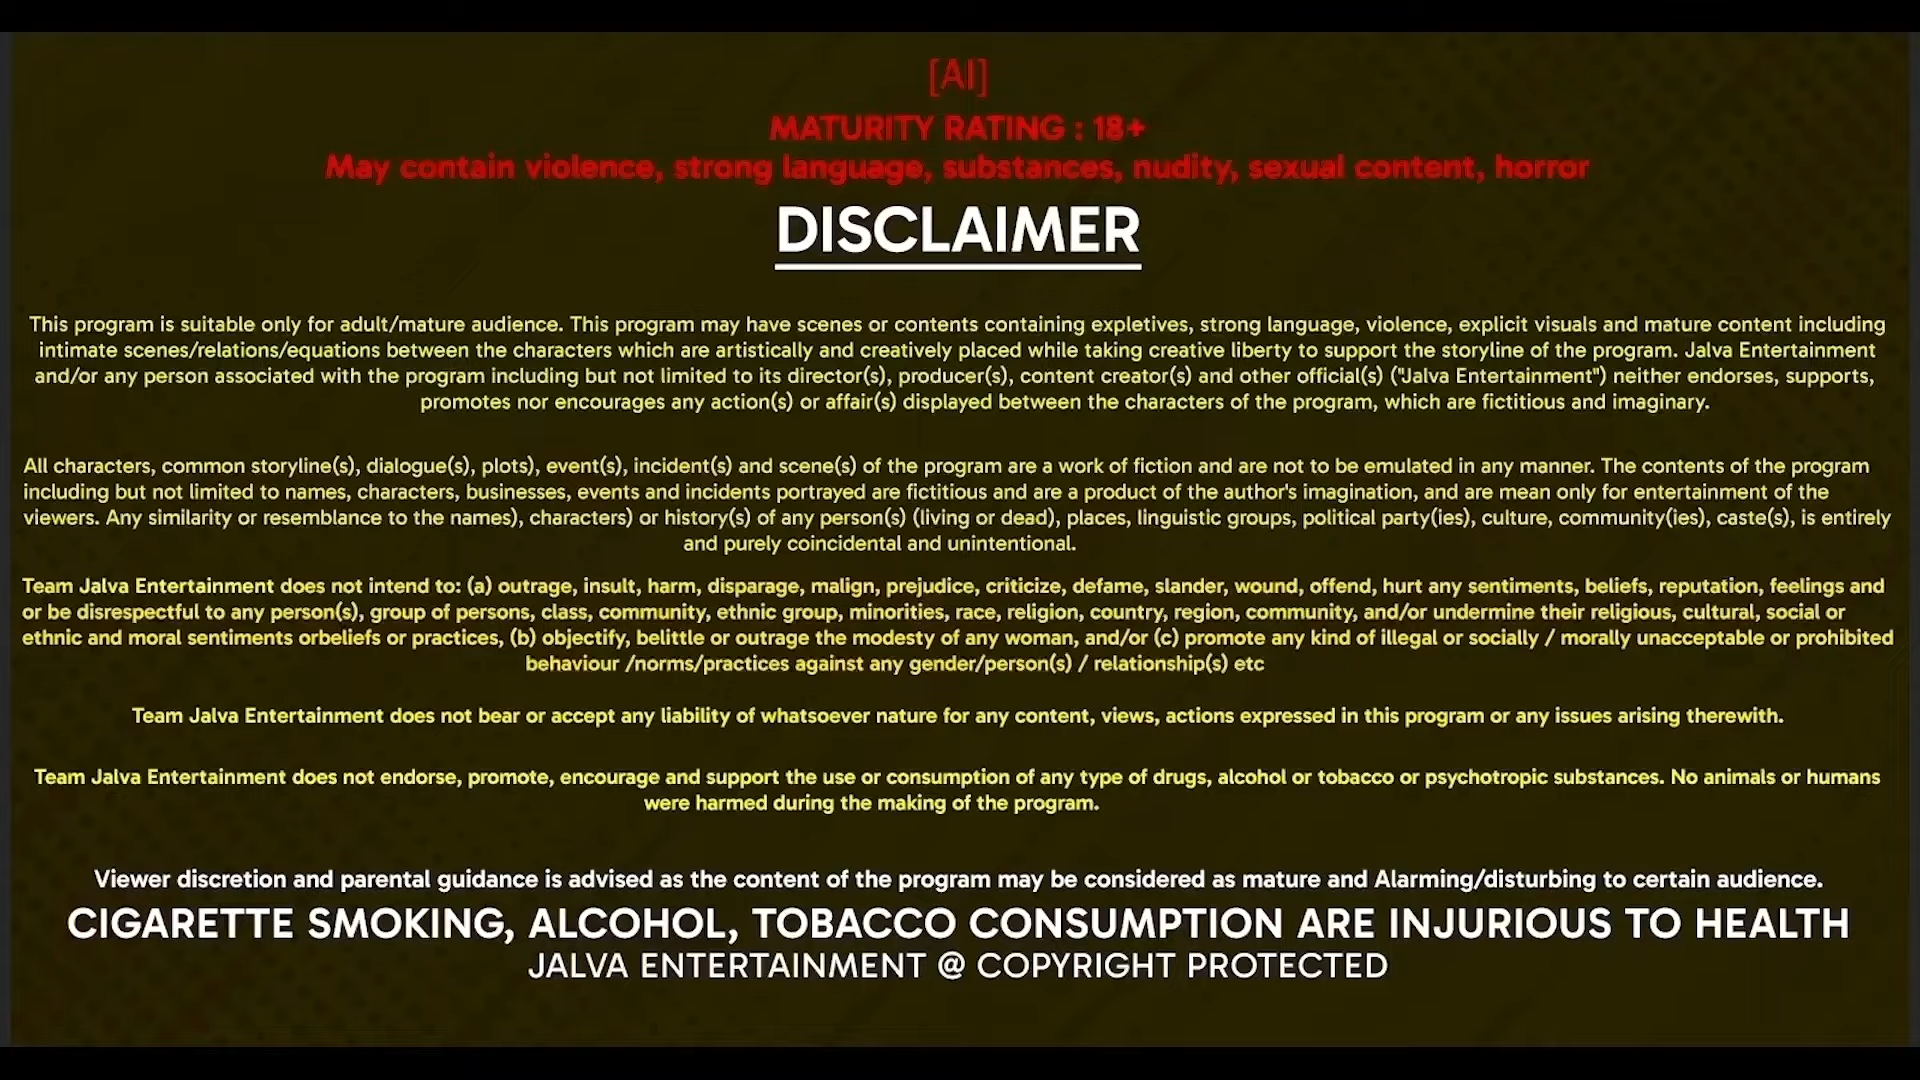 [AI]
MATURITY RATING : 18+
May contain violence, strong language, substances, nudity, sexual content, horror
DISCLAIMER
This program is suitable only for adult/mature audience. This program may have scenes or contents containing expletives, strong language, violence, explicit visuals and mature content including
intimate scenes/relations/equations between the characters which are artistically and creatively placed while taking creative liberty to support the storyline of the program. Jalva Entertainment
and/or any person associated with the program including but not limited to its director(s), producer(s), content creator(s) and other official(s) ("Jalva Entertainment") neither endorses, supports,
promotes nor encourages any action(s) or affair(s) displayed between the characters of the program, which are fictitious and imaginary.
All characters, common storyline(s), dialogue(s), plots), event(s), incident(s) and scene(s) of the program are a work of fiction and are not to be emulated in any manner. The contents of the program
including but not limited to names, characters, businesses, events and incidents portrayed are fictitious and are a product of the author's imagination, and are mean only for entertainment of the
viewers. Any similarity or resemblance to the names), characters) or history(s) of any person(s) (living or dead), places, linguistic groups, political party(ies), culture, community(ies), caste(s), is entirely
and purely coincidental and unintentional.
Team Jalva Entertainment does not intend to: (a) outrage, insult, harm, disparage, malign, prejudice, criticize, defame, slander, wound, offend, hurt any sentiments, beliefs, reputation, feelings and
or be disrespectful to any person(s), group of persons, class, community, ethnic group, minorities, race, religion, country, region, community, and/or undermine their religious, cultural, social or
ethnic and moral sentiments orbeliefs or practices, (b) objectify, belittle or outrage the modesty of any woman, and/or (c) promote any kind of illegal or socially / morally unacceptable or prohibited
behaviour /norms/practices against any gender/person(s) / relationship(s) etc
Team Jalva Entertainment does not bear or accept any liability of whatsoever nature for any content, views, actions expressed in this program or any issues arising therewith.
Team Jalva Entertainment does not endorse, promote, encourage and support the use or consumption of any type of drugs, alcohol or tobacco or psychotropic substances. No animals or humans
were harmed during the making of the program.
Viewer discretion and parental guidance is advised as the content of the program may be considered as mature and Alarming/disturbing to certain audience.
CIGARETTE SMOKING, ALCOHOL, TOBACCO CONSUMPTION ARE INJURIOUS TO HEALTH
JALVA ENTERTAINMENT @ COPYRIGHT PROTECTED